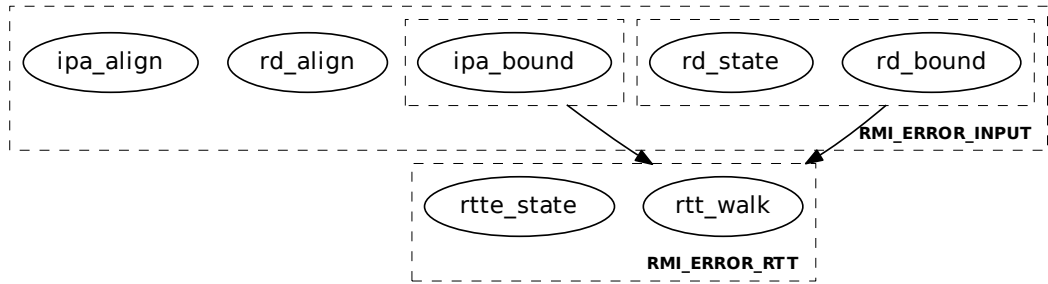 ipa_align rd_align ipa_bound rd_state rd_bound
RMI_ERROR_INPUT
rtte_state rtt_walk
RMI_ERROR_RTT